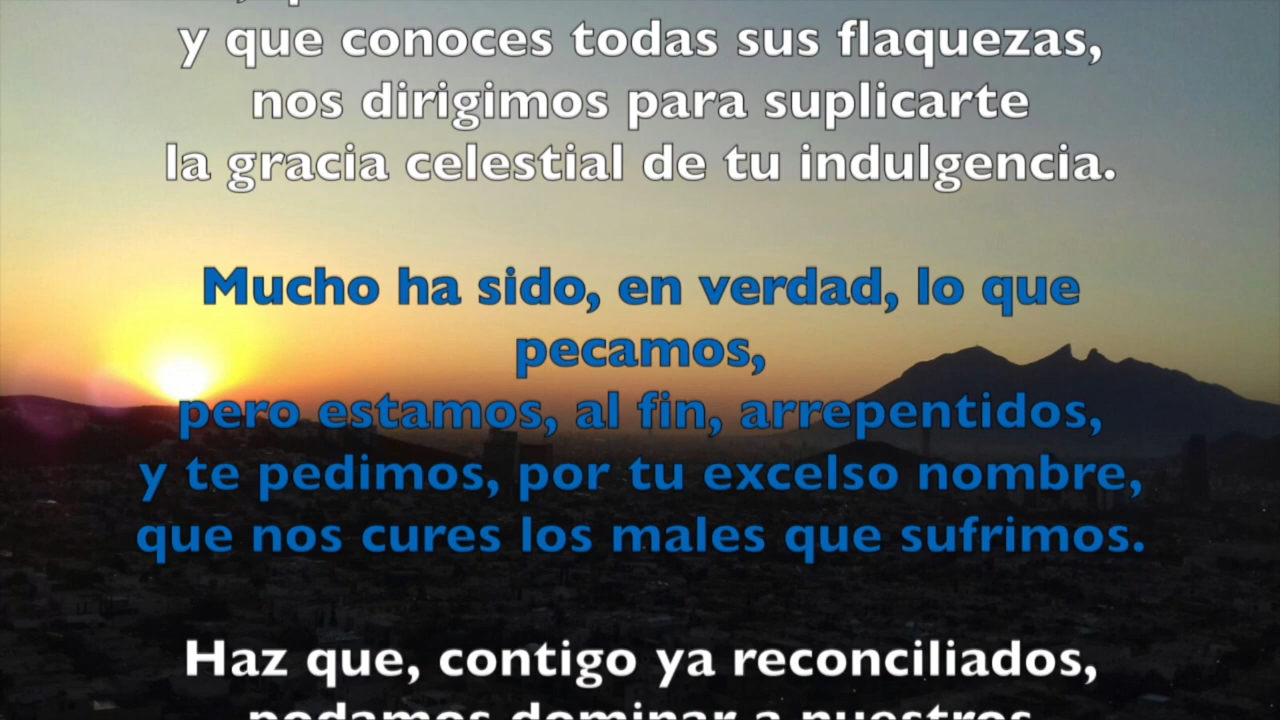 y que conoces todas sus flaquezas,
nos dirigimos para suplicarte
la gracia celestial de tu indulgencia.
Mucho ha sido, en verdad, lo que
pecamos,
pero estamos, al fin, arrepentidos,
y te pedimos, por tu excelso nombre,
que nos cures los males que sufrimos.
Haz que, contigo ya reconciliados,
podamos dominar a nuestros